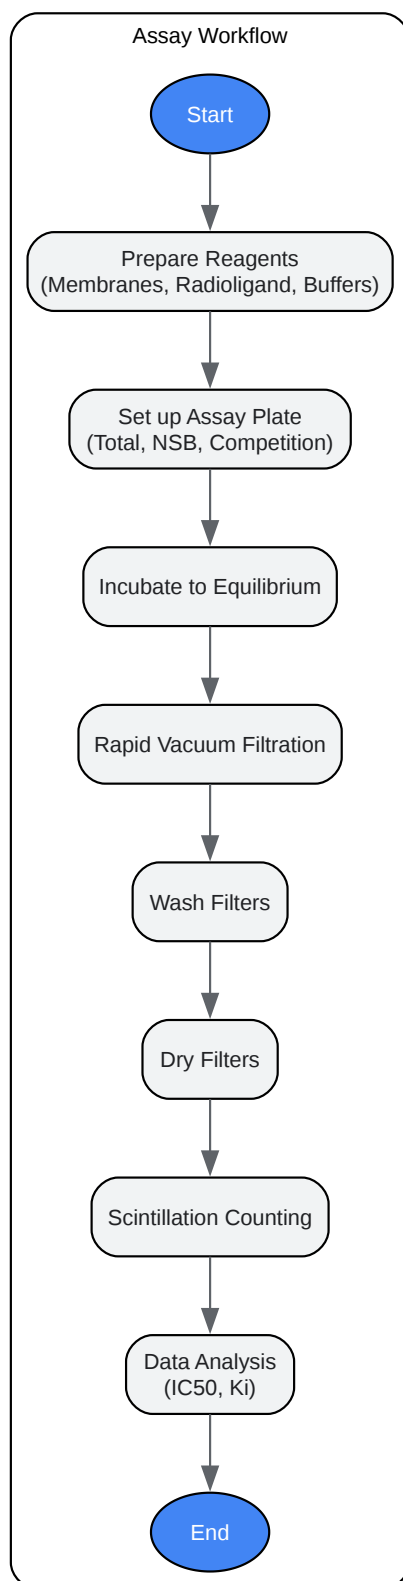 Assay Workflow
Start
Prepare Reagents
(Membranes, Radioligand, Buffers)
Set up Assay Plate
(Total, NSB, Competition)
Incubate to Equilibrium
Rapid Vacuum Filtration
Wash Filters
Dry Filters
Scintillation Counting
Data Analysis
(IC50, Ki)
End